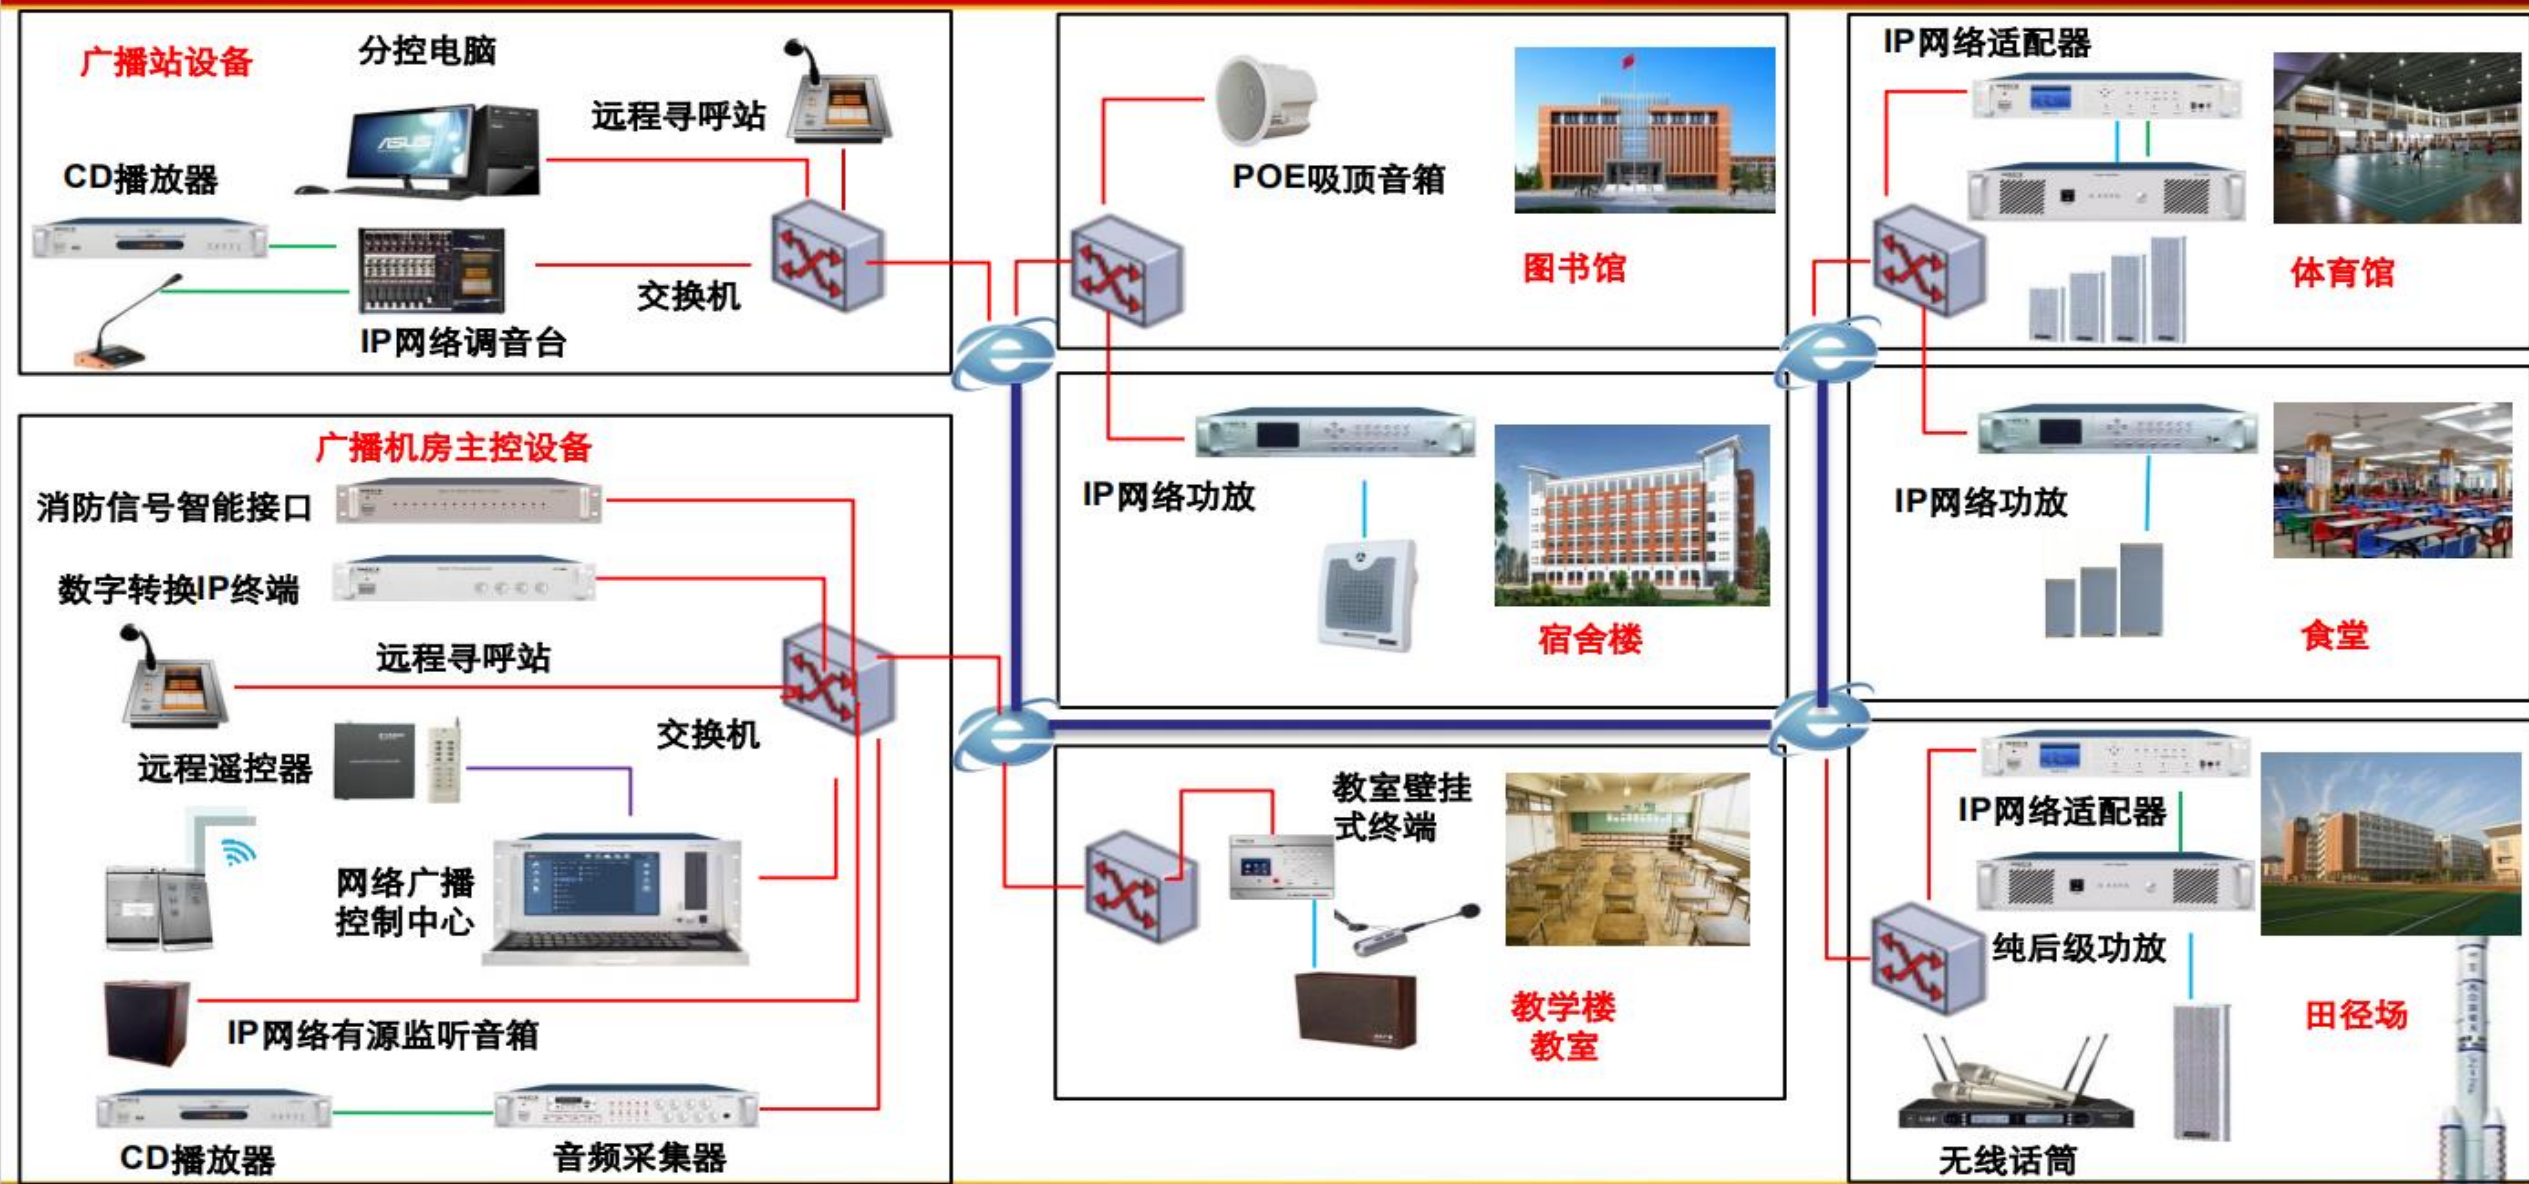 广播站设备
分控电脑
远程寻呼站
CD播放器
ASUS
交换机
IP网络调音台
POE吸顶音箱
图书馆
IP网络适配器
体育馆
广播机房主控设备
消防信号智能接口
数字转换IP终端
远程寻呼站
交换机
远程遥控器
网络广播
控制中心
IP网络有源监听音箱
CD播放器
音频采集器
IP网络功放
宿舍楼
IP网络功放
食堂
教室壁挂
式终端
教学楼
教室
IP网络适配器
纯后级功放
田径场
无线话筒